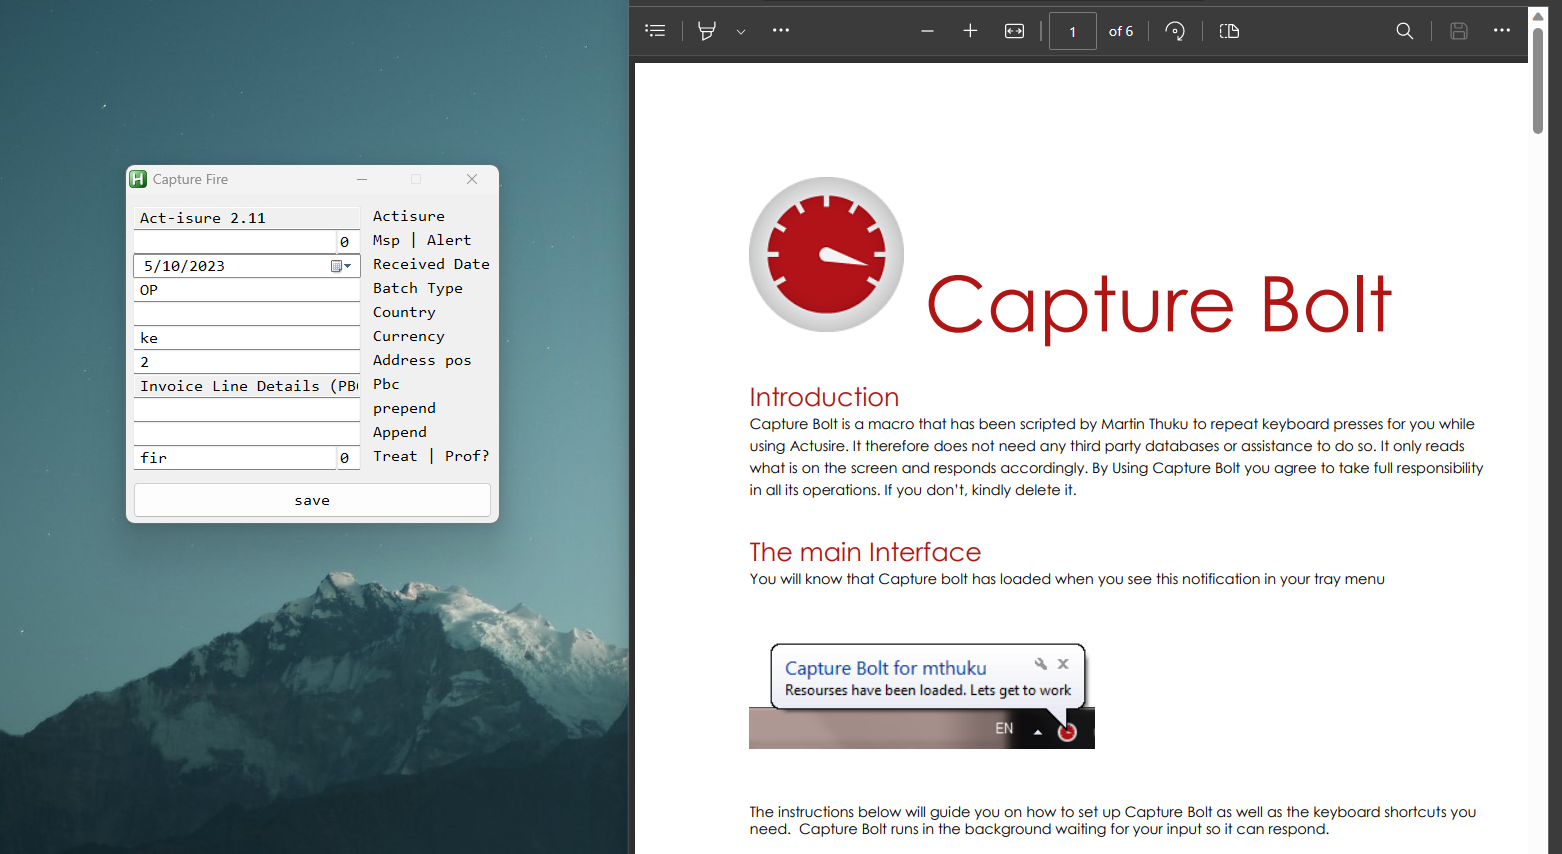 Capture Fire
Act-isure 2.11 Actisure
0 Msp | Alert
5/10/2023 Received Date
OP Batch Type
Country
ke Currency
2 Address pos
Invoice Line Details (PB Pbc
prepend
Append
fir 0 Treat | Prof?
save
1 of 6
Capture Bolt
Introduction
Capture Bolt is a macro that has been scripted by Martin Thuku to repeat keyboard presses for you while
using Actusire. It therefore does not need any third party databases or assistance to do so. It only reads
what is on the screen and responds accordingly. By Using Capture Bolt you agree to take full responsibility
in all its operations. If you don't, kindly delete it.
The main Interface
You will know that Capture bolt has loaded when you see this notification in your tray menu
Capture Bolt for mthuku
Resourses have been loaded. Lets get to work
EN
The instructions below will guide you on how to set up Capture Bolt as well as the keyboard shortcuts you
need. Capture Bolt runs in the background waiting for your input so it can respond.